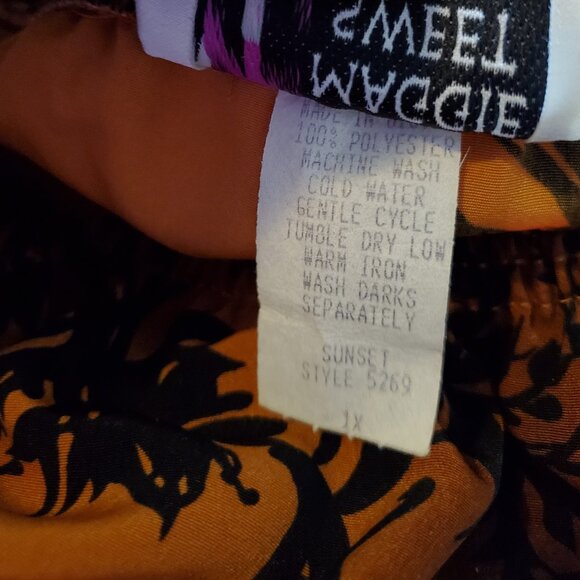 SWEET
MAGGIE
MADE IN
100% POLYESTER
MACHINE WASH
COLD WATER
GENTLE CYCLE
TUMBLE DRY LOW
WARM IRON
WASH DARKS
SEPARATELY
SUNSET
STYLE 5269
1X